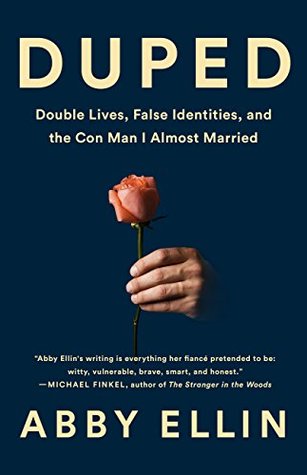 DUPED
Double Lives, False Identities, and
the Con Man I Almost Married
"Abby Ellin's writing is everything her fiancé pretended to be:
witty, vulnerable, brave, smart, and honest."
—MICHAEL FINKEL, author of The Stranger in the Woods
ABBY ELLIN